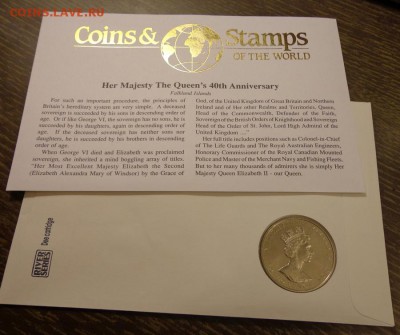 COINS.LAVE.RU
Coins & Stamps
OF THE WORLD
Her Majesty The Queen's 40th Anniversary
Falkland Islands
For such an important procedure, the principles of
Britain's hereditary system are very simple. A deceased
sovereign is succeeded by his sons in descending order of
age. Or if like George VI, the sovereign has no sons, he is
succeeded by his daughters, again in descending order of
age. If the deceased sovereign has neither sons nor
daughters, he is succeeded by his brothers in descending
order of age.
When George VI died and Elizabeth was proclaimed
sovereign, she inherited a mind boggling array of titles.
'Her Most Excellent Majesty Elizabeth the Second
(Elizabeth Alexandra Mary of Windsor) by the Grace of
God, of the United Kingdom of Great Britain and Northern
Ireland and of Her other Realms and Territories, Queen,
Head of the Commonwealth, Defender of the Faith,
Sovereign of the British Orders of Knighthood and Sovereign
Head of the Order of St. John, Lord High Admiral of the
United Kingdom ...'
Her full titles includes positions such as Colonel-in-Chief
of The Life Guards and The Royal Australian Engineers,
Honorary Commissioner of the Royal Canadian Mounted
Police and Master of the Merchant Navy and Fishing Fleets.
But to her many thousands of admirers she is simply Her
Majesty Queen Elizabeth II – our Queen.
RIVER
SERIES
Dee cartridge